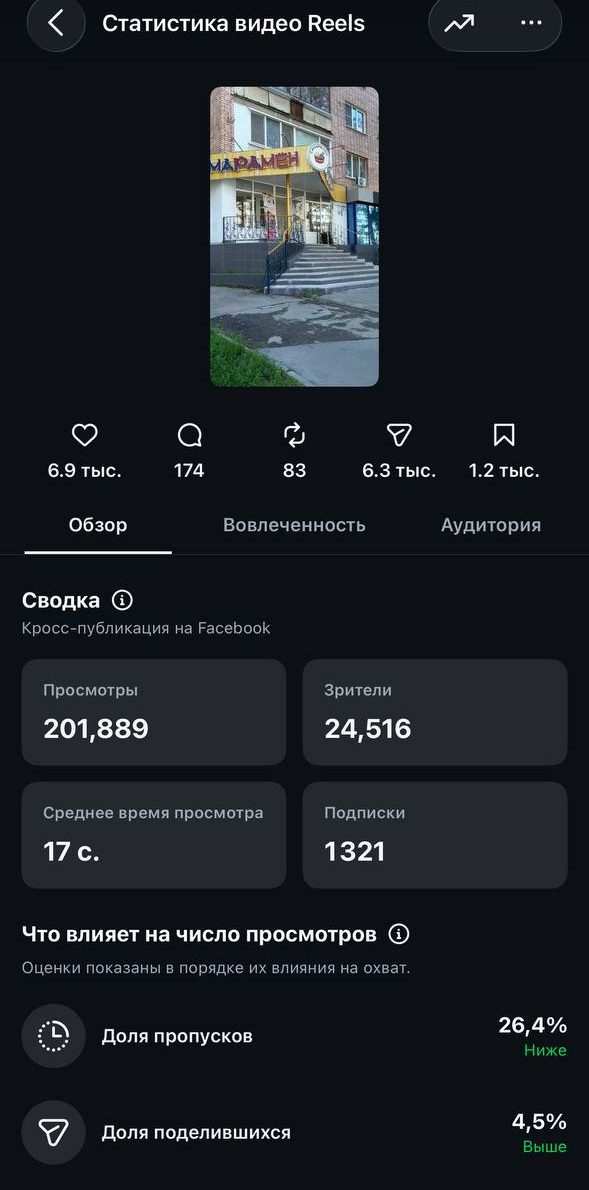 Статистика видео Reels
МАРАМЕН
6.9 тыс.
174
83
6.3 тыс.
1.2 тыс.
Обзор
Вовлеченность
Аудитория
Сводка
Кросс-публикация на Facebook
Просмотры
Зрители
201,889
24,516
Среднее время просмотра
Подписки
17 с.
1321
Что влияет на число просмотров
Оценки показаны в порядке их влияния на охват.
Доля пропусков
26,4%
Ниже
Доля поделившихся
4,5%
Выше